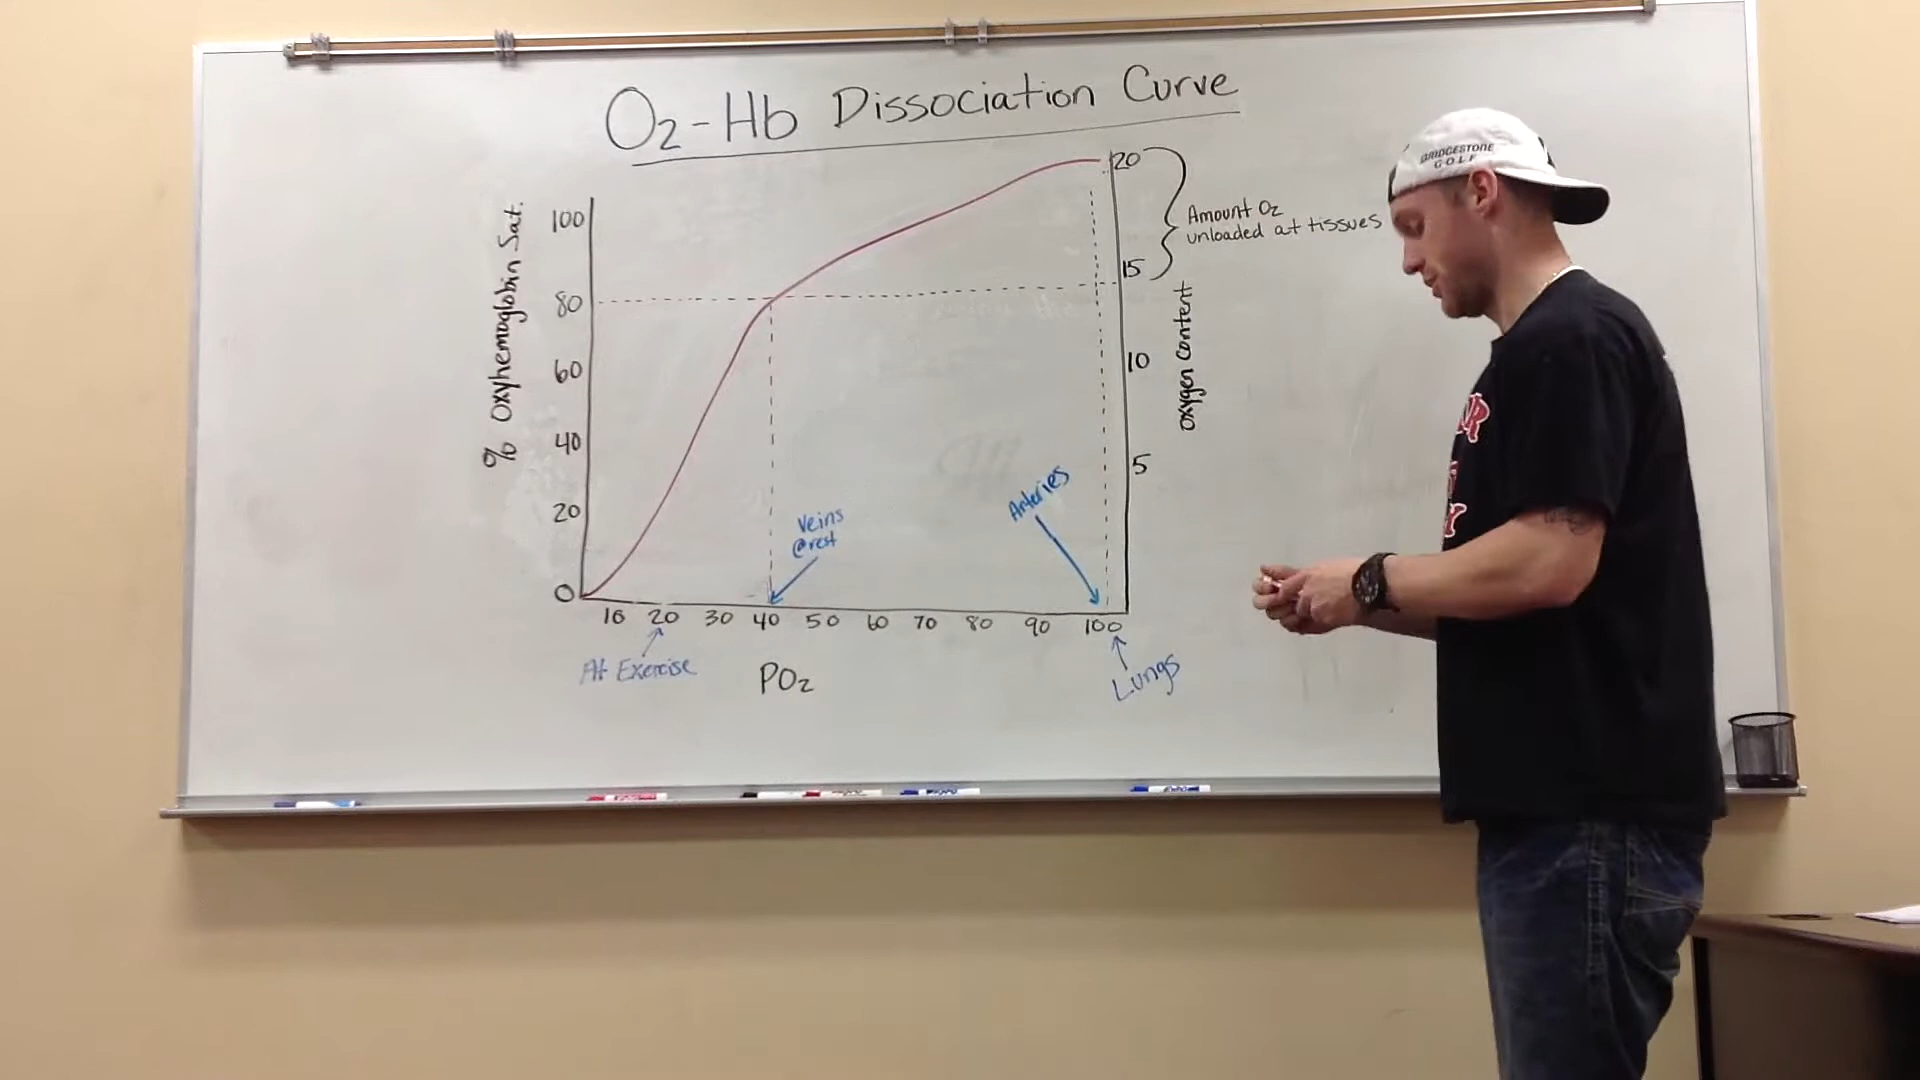 O2-Hb Dissociation Curve
% Oxyhemoglobin Sat.
100
80
60
40
20
0
10 20 30 40 50 60 70 80 90 100
PO2
At Exercise
Veins
@rest
Arteries
Lungs
20
15
10
5
Oxygen Content
Amount O2
unloaded at tissues
BRIDGESTONE
GOLF